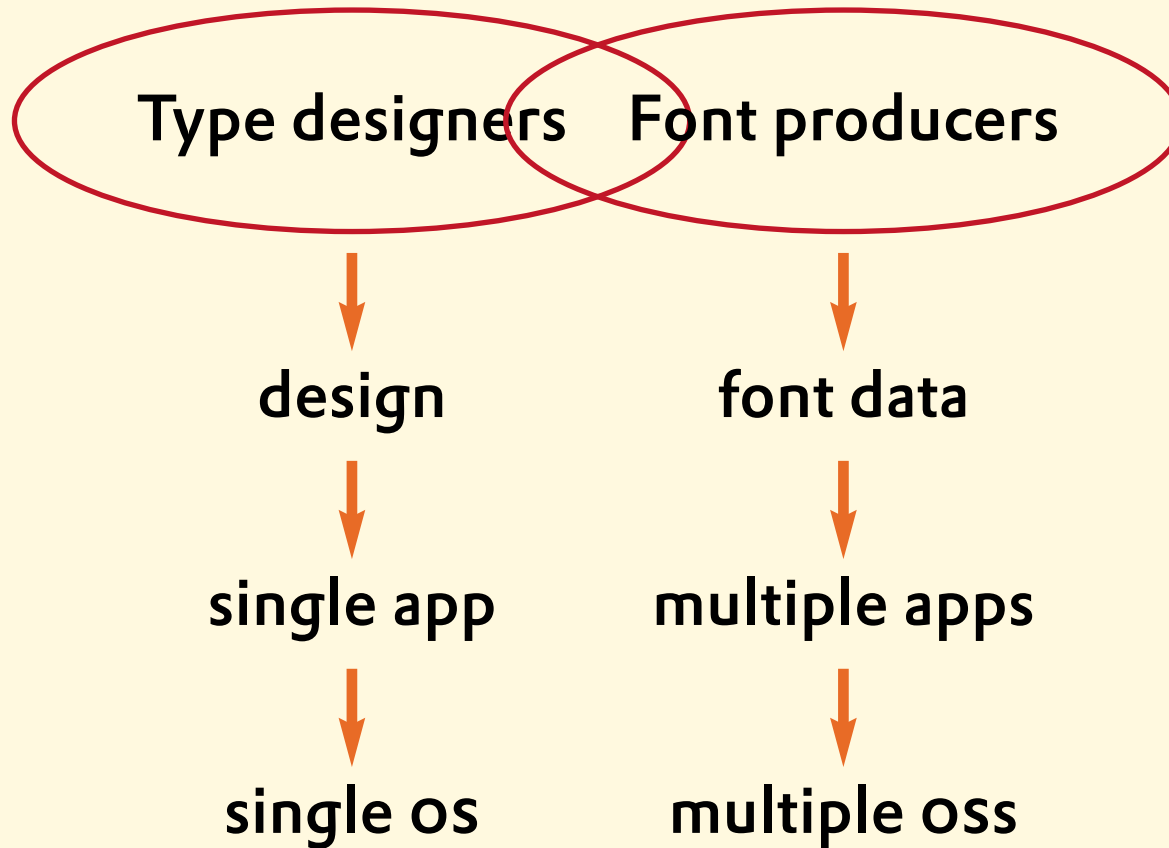 Type designers Font producers
design font data
single app multiple apps
single OS multiple OSs